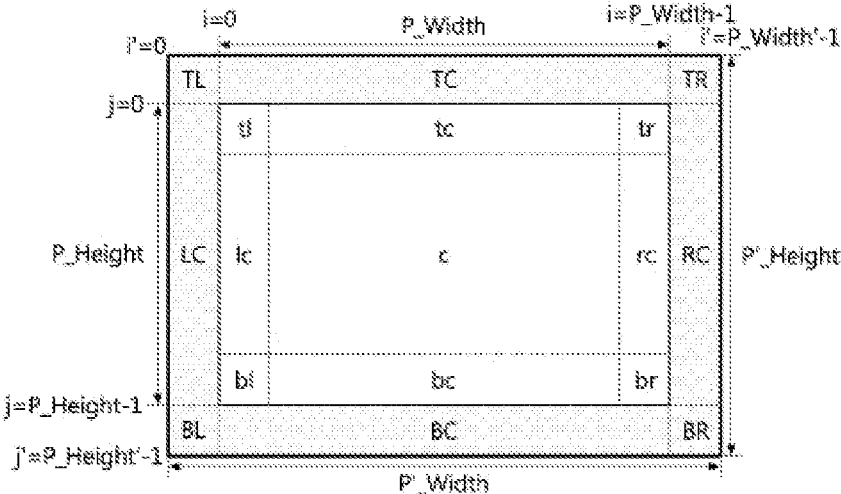 i=0
P_Width
i=P_Width-1
i'=0
i'=P_Width'-1
TL TC TR
j=0
tl tc tr
P_Height LC lc c rc RC P'_Height
bl bc br
j=P_Height-1
BL BC BR
j'=P_Height'-1
P'_Width